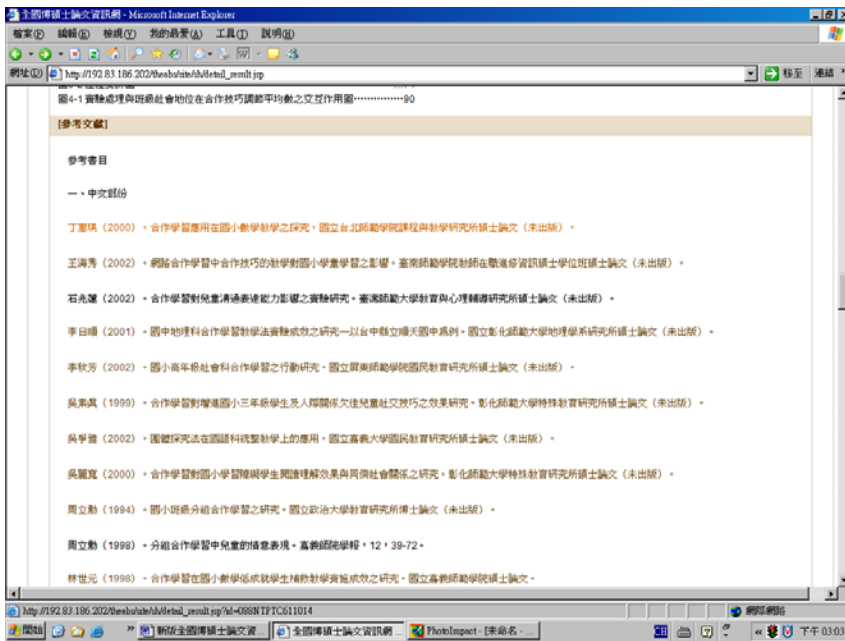 全國博碩士論文資訊網 - Microsoft Internet Explorer
檔案(F) 編輯(E) 檢視(V) 我的最愛(A) 工具(T) 說明(H)
網址(D) http://192.83.186.202/theabs/site/sh/detail_result.jsp 移至 連結 »
圖4-1 實驗處理與班級社會地位在合作技巧調節平均數之交互作用圖……………90
[參考文獻]
參考書目
一、中文部份
丁惠琪（2000）。合作學習應用在國小數學教學之探究。國立台北師範學院課程與教學研究所碩士論文（未出版）。
王海秀（2002）。網路合作學習中合作技巧的教學對國小學童學習之影響。臺南師範學院教師在職進修資訊碩士學位班碩士論文（未出版）。
石兆蓮（2002）。合作學習對兒童溝通表達能力影響之實驗研究。臺灣師範大學教育與心理輔導研究所碩士論文（未出版）。
李日順（2001）。國中地理科合作學習教學法實驗成效之研究—以台中縣立順天國中為例。國立彰化師範大學地理學系研究所碩士論文（未出版）。
李秋芳（2002）。國小高年級社會科合作學習之行動研究。國立屏東師範學院國民教育研究所碩士論文（未出版）。
吳素真（1999）。合作學習對增進國小三年級學生及人際關係欠佳兒童社交技巧之效果研究。彰化師範大學特殊教育研究所碩士論文（未出版）。
吳爭雅（2002）。團體探究法在國語科統整教學上的應用。國立嘉義大學國民教育研究所碩士論文（未出版）。
吳麗寬（2000）。合作學習對國小學習障礙學生閱讀理解效果與同儕社會關係之研究。彰化師範大學特殊教育研究所碩士論文（未出版）。
周立勳（1994）。國小班級分組合作學習之研究。國立政治大學教育研究所博士論文（未出版）。
周立勳（1998）。分組合作學習中兒童的情意表現。嘉義師院學報，12，39-72。
林世元（1998）。合作學習在國小數學低成就學生補救教學實施成效之研究。國立嘉義師範學院碩士論文。
http://192.83.186.202/theabs/site/sh/detail_result.jsp?id=088NTPTC611014 網際網路
開始 » 新版全國博碩士論文資... 全國博碩士論文資訊網 ... PhotoImpact - [未命名 - ... « 下午 03:03